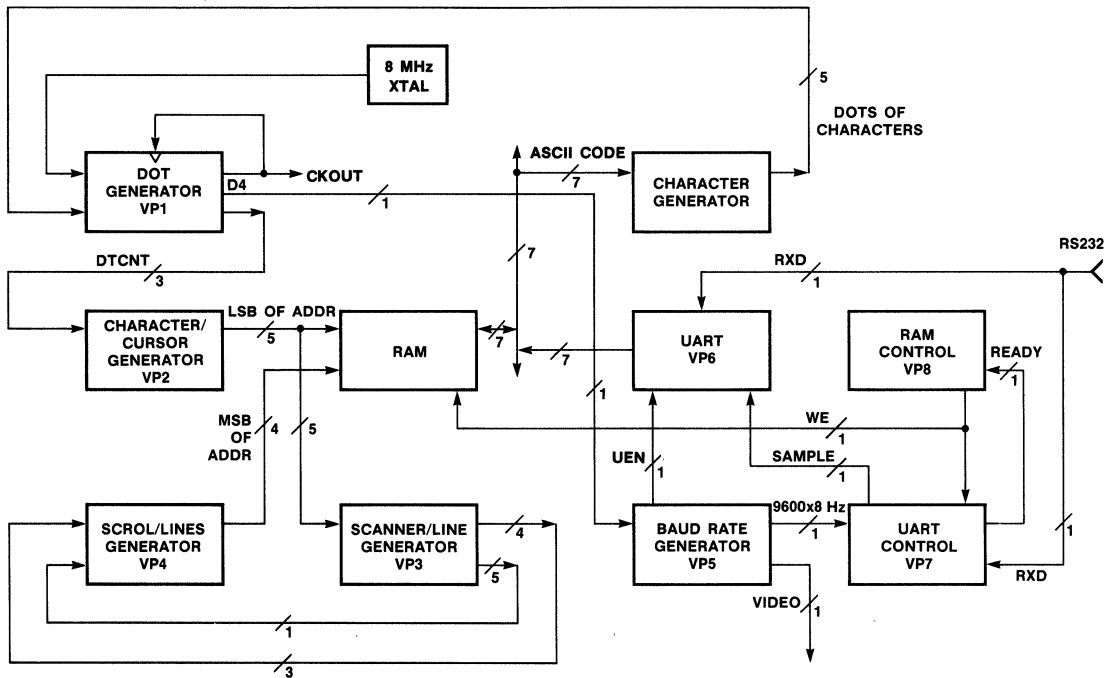 8 MHz
XTAL
5
DOTS OF
CHARACTERS
ASCII CODE
7
DOT
GENERATOR
VP1
CKOUT
D4
1
CHARACTER
GENERATOR
7
RS232
DTCNT
3
RXD
1
LSB OF ADDR
5
CHARACTER/
CURSOR
GENERATOR
VP2
RAM
7
7
UART
VP6
RAM
CONTROL
VP8
READY
1
1
MSB
OF
ADDR
4
5
WE
1
UEN
1
SAMPLE
1
SCROL/LINES
GENERATOR
VP4
SCANNER/LINE
GENERATOR
VP3
4
5
BAUD RATE
GENERATOR
VP5
9600x8 Hz
1
UART
CONTROL
VP7
1
RXD
VIDEO
1
1
3